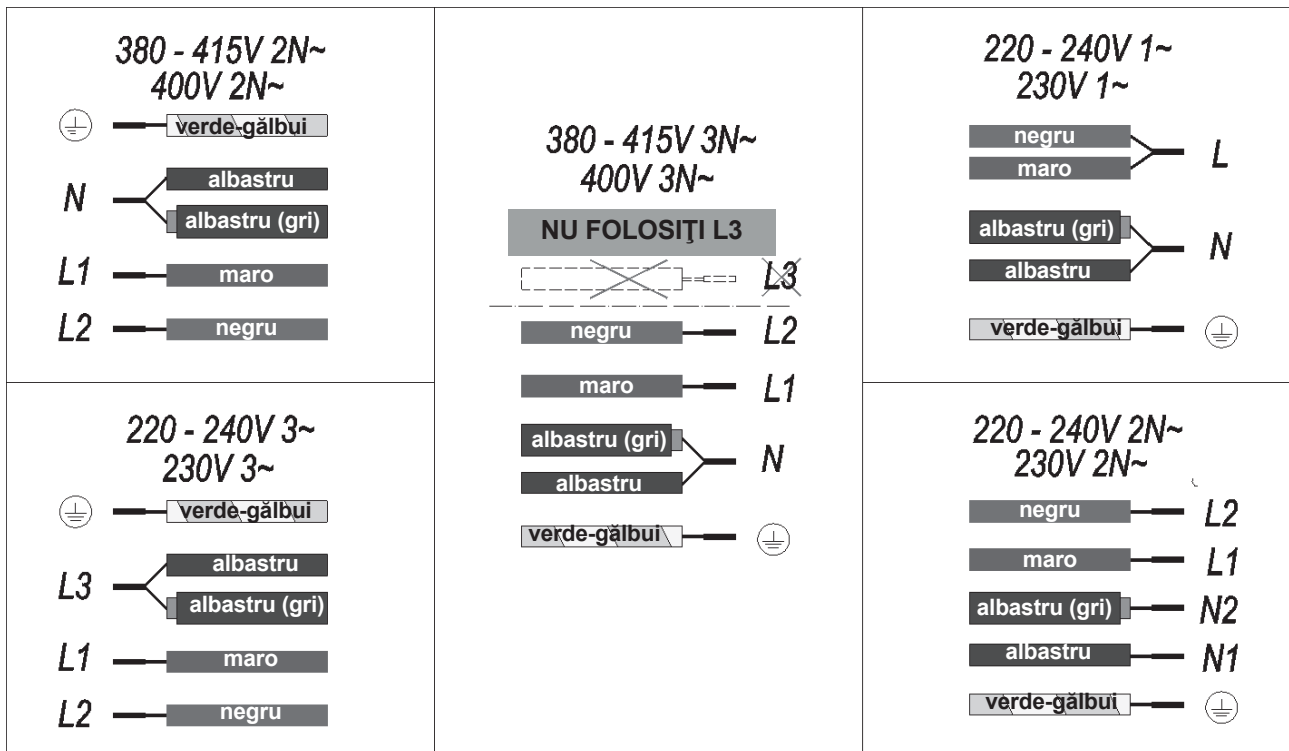 380 - 415V 2N~
400V 2N~
verde-gălbui
N
albastru
albastru (gri)
L1
maro
L2
negru
220 - 240V 3~
230V 3~
verde-gălbui
L3
albastru
albastru (gri)
L1
maro
L2
negru
380 - 415V 3N~
400V 3N~
NU FOLOSIŢI L3
L3
negru
L2
maro
L1
albastru (gri)
N
albastru
verde-gălbui
220 - 240V 1~
230V 1~
negru
L
maro
albastru (gri)
N
albastru
verde-gălbui
220 - 240V 2N~
230V 2N~
negru
L2
maro
L1
albastru (gri)
N2
albastru
N1
verde-gălbui